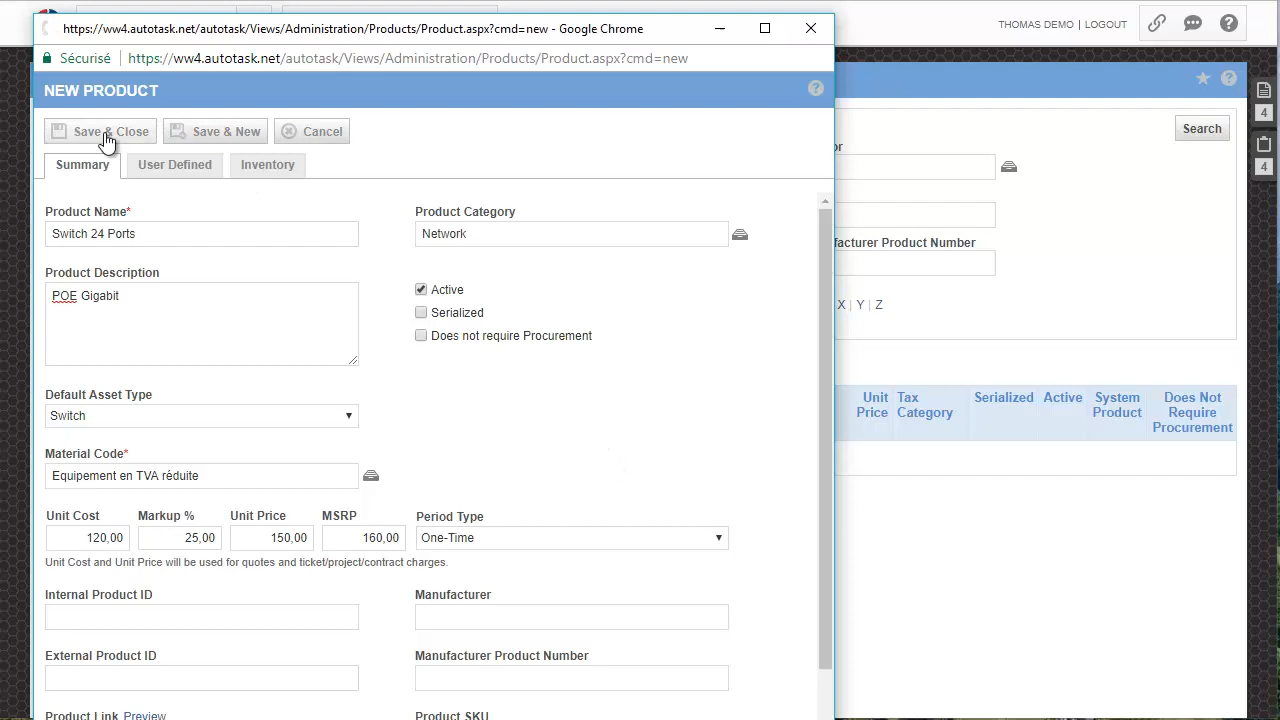 https://ww4.autotask.net/autotask/Views/Administration/Products/Product.aspx?cmd=new - Google Chrome
THOMAS DEMO | LOGOUT
Sécurisé https://ww4.autotask.net/autotask/Views/Administration/Products/Product.aspx?cmd=new
NEW PRODUCT
4
Save & Close Save & New Cancel
Search
or
Summary User Defined Inventory
4
Product Name* Product Category
Switch 24 Ports Network
facturer Product Number
Product Description
POE Gigabit
Active
Serialized
Does not require Procurement
X | Y | Z
Default Asset Type
Switch
Unit Price Tax Category Serialized Active System Product Does Not Require Procurement
Material Code*
Equipement en TVA réduite
Unit Cost Markup % Unit Price MSRP Period Type
120,00 25,00 150,00 160,00 One-Time
Unit Cost and Unit Price will be used for quotes and ticket/project/contract charges.
Internal Product ID Manufacturer
External Product ID Manufacturer Product Number
Product Link Preview Product SKU